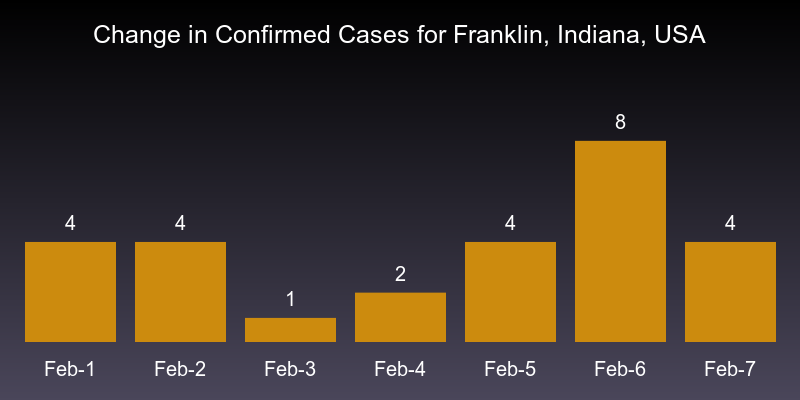 Change in Confirmed Cases for Franklin, Indiana, USA
8
4 4 4 4
2
1
Feb-1 Feb-2 Feb-3 Feb-4 Feb-5 Feb-6 Feb-7